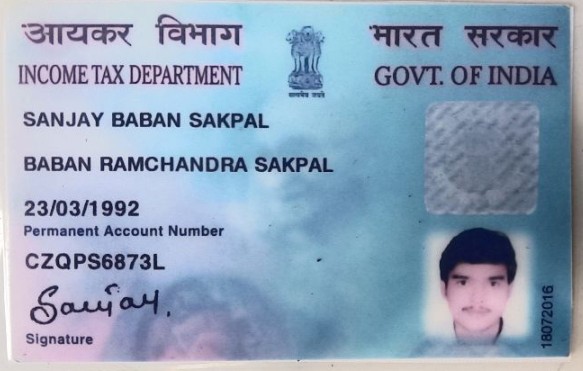 आयकर विभाग
INCOME TAX DEPARTMENT
भारत सरकार
GOVT. OF INDIA
सत्यमेव जयते
SANJAY BABAN SAKPAL
BABAN RAMCHANDRA SAKPAL
23/03/1992
Permanent Account Number
CZQPS6873L
Sanjay.
Signature
18072016